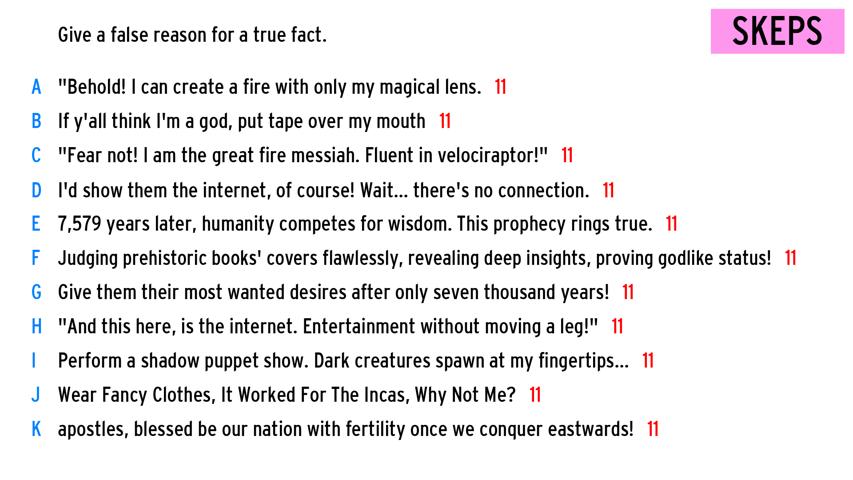 Give a false reason for a true fact.
SKEPS
A "Behold! I can create a fire with only my magical lens. 11
B If y'all think I'm a god, put tape over my mouth 11
C "Fear not! I am the great fire messiah. Fluent in velociraptor!" 11
D I'd show them the internet, of course! Wait... there's no connection. 11
E 7,579 years later, humanity competes for wisdom. This prophecy rings true. 11
F Judging prehistoric books' covers flawlessly, revealing deep insights, proving godlike status! 11
G Give them their most wanted desires after only seven thousand years! 11
H "And this here, is the internet. Entertainment without moving a leg!" 11
I Perform a shadow puppet show. Dark creatures spawn at my fingertips... 11
J Wear Fancy Clothes, It Worked For The Incas, Why Not Me? 11
K apostles, blessed be our nation with fertility once we conquer eastwards! 11